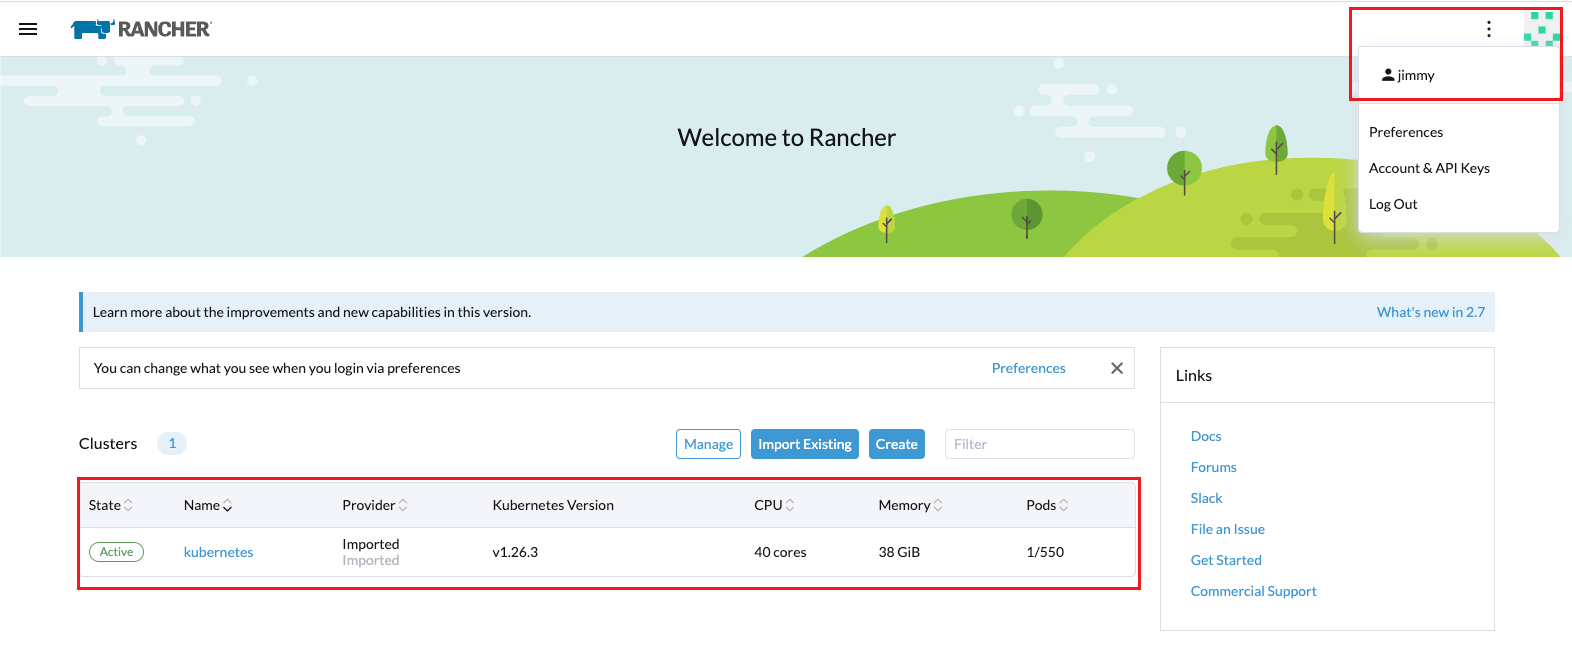 RANCHER
jimmy
Preferences
Account & API Keys
Log Out
Welcome to Rancher
Learn more about the improvements and new capabilities in this version. What's new in 2.7
You can change what you see when you login via preferences Preferences
Clusters 1 Manage Import Existing Create Filter
State Name Provider Kubernetes Version CPU Memory Pods
Active kubernetes Imported v1.26.3 40 cores 38 GiB 1/550
Imported
Links
Docs
Forums
Slack
File an Issue
Get Started
Commercial Support